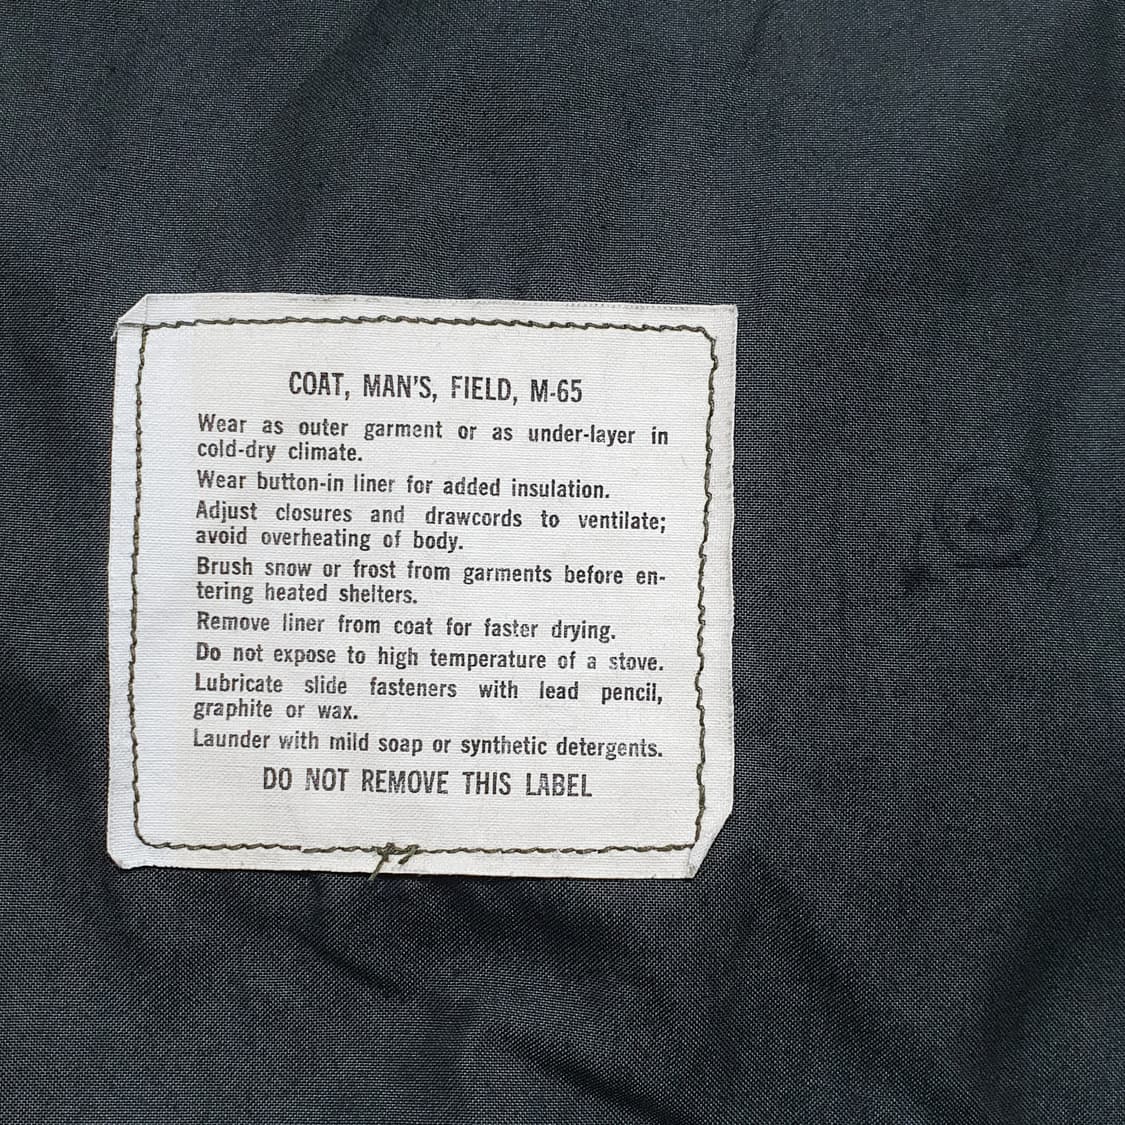 COAT, MAN'S, FIELD, M-65
Wear as outer garment or as under-layer in
cold-dry climate.
Wear button-in liner for added insulation.
Adjust closures and drawcords to ventilate;
avoid overheating of body.
Brush snow or frost from garments before en-
tering heated shelters.
Remove liner from coat for faster drying.
Do not expose to high temperature of a stove.
Lubricate slide fasteners with lead pencil,
graphite or wax.
Launder with mild soap or synthetic detergents.
DO NOT REMOVE THIS LABEL